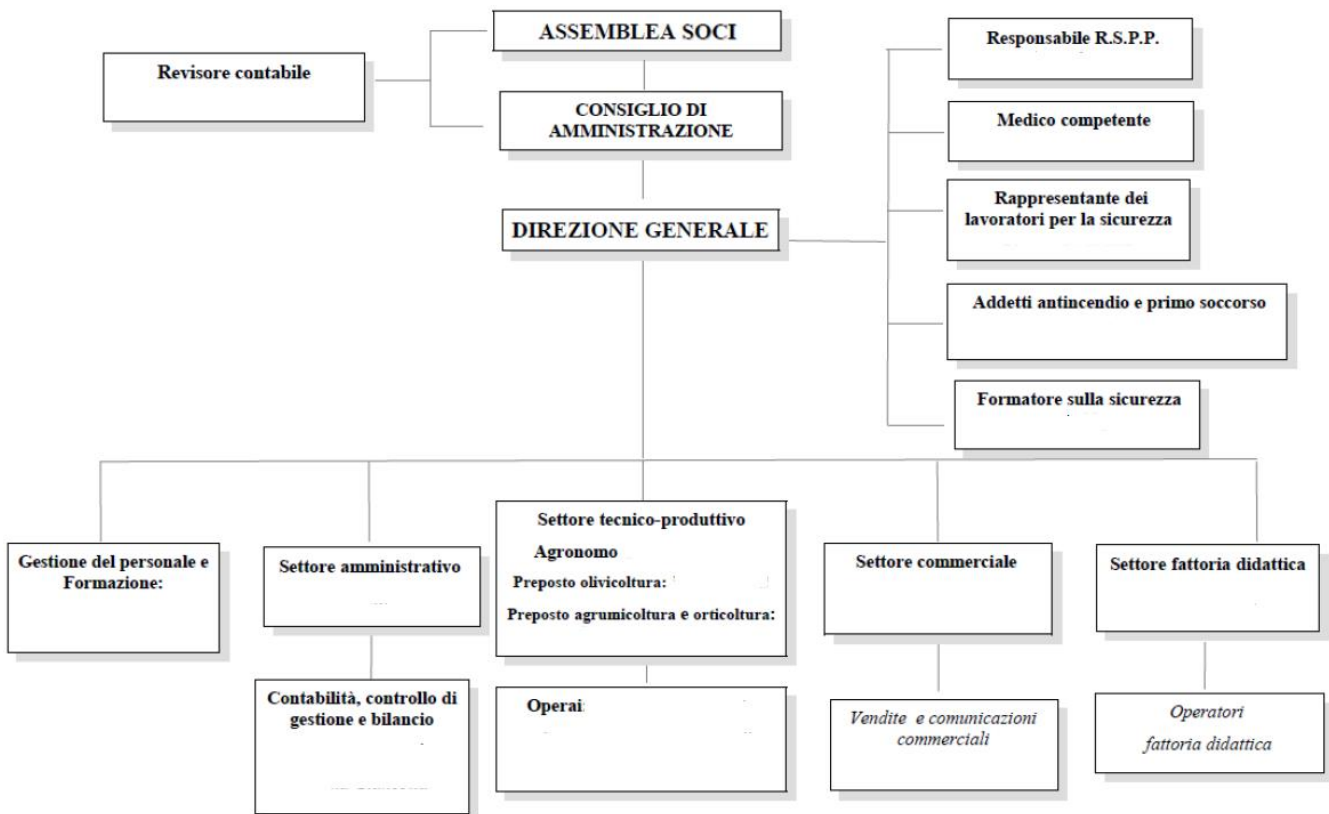 ASSEMBLEA SOCI
Revisore contabile
CONSIGLIO DI
AMMINISTRAZIONE
DIREZIONE GENERALE
Responsabile R.S.P.P.
Medico competente
Rappresentante dei
lavoratori per la sicurezza
Addetti antincendio e primo soccorso
Formatore sulla sicurezza
Gestione del personale e
Formazione:
Settore amministrativo
Contabilità, controllo di
gestione e bilancio
Settore tecnico-produttivo
Agronomo
Preposto olivicoltura:
Preposto agrumicoltura e orticoltura:
Operai:
Settore commerciale
Vendite e comunicazioni
commerciali
Settore fattoria didattica
Operatori
fattoria didattica